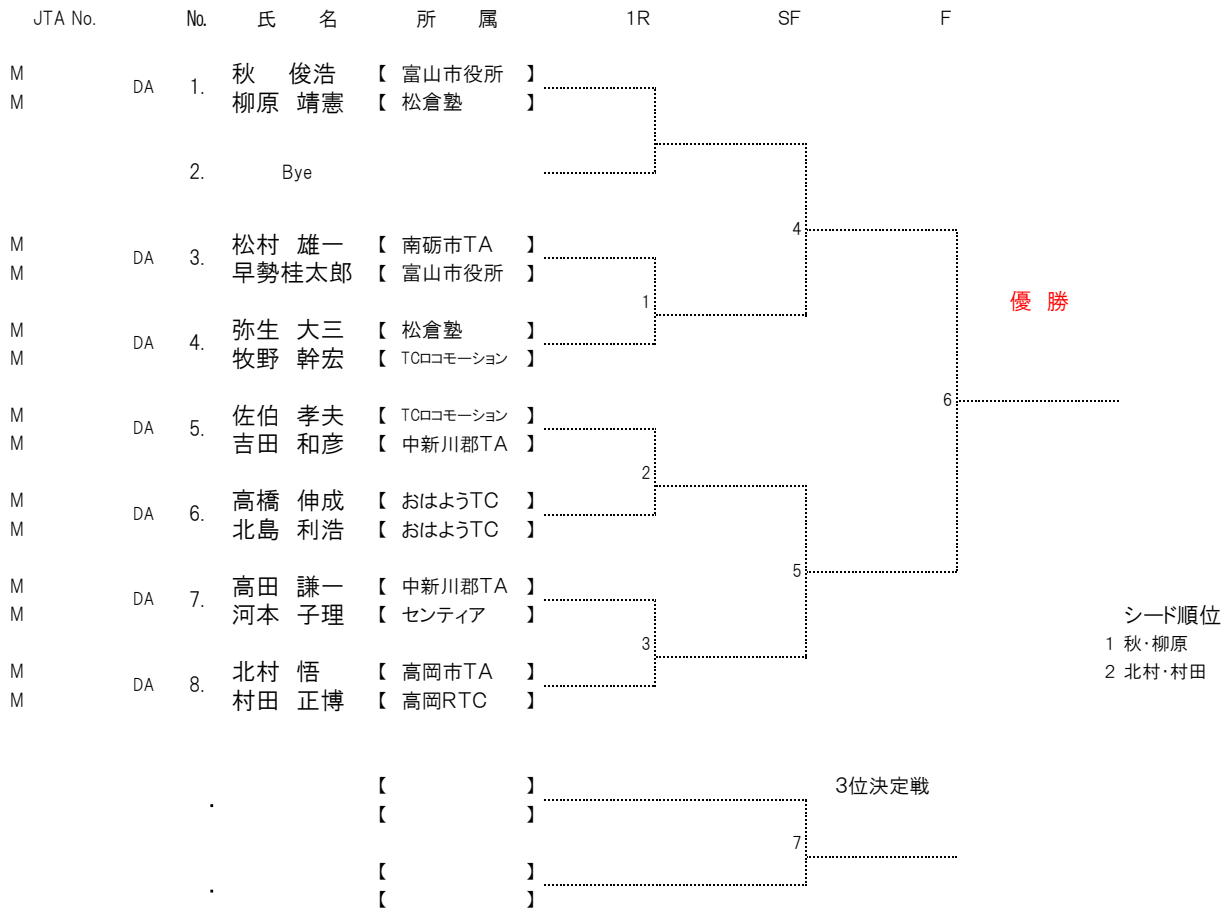 JTA No. No. 氏 名 所 属 1R SF F
M 秋 俊浩 【 富山市役所 】
DA 1.
M 柳原 靖憲 【 松倉塾 】
2. Bye
4
M 松村 雄一 【 南砺市TA 】
DA 3.
M 早勢桂太郎 【 富山市役所 】
1 優 勝
M 弥生 大三 【 松倉塾 】
DA 4.
M 牧野 幹宏 【 TCロコモーション 】
6
M 佐伯 孝夫 【 TCロコモーション 】
DA 5.
M 吉田 和彦 【 中新川郡TA 】
2
M 高橋 伸成 【 おはようTC 】
DA 6.
M 北島 利浩 【 おはようTC 】
5
M 高田 謙一 【 中新川郡TA 】
DA 7.
M 河本 子理 【 センティア 】 シード順位
3 1 秋・柳原
M 北村 悟 【 高岡市TA 】 2 北村・村田
DA 8.
M 村田 正博 【 高岡RTC 】
【 】 3位決定戦
.
【 】
7
【 】
.
【 】